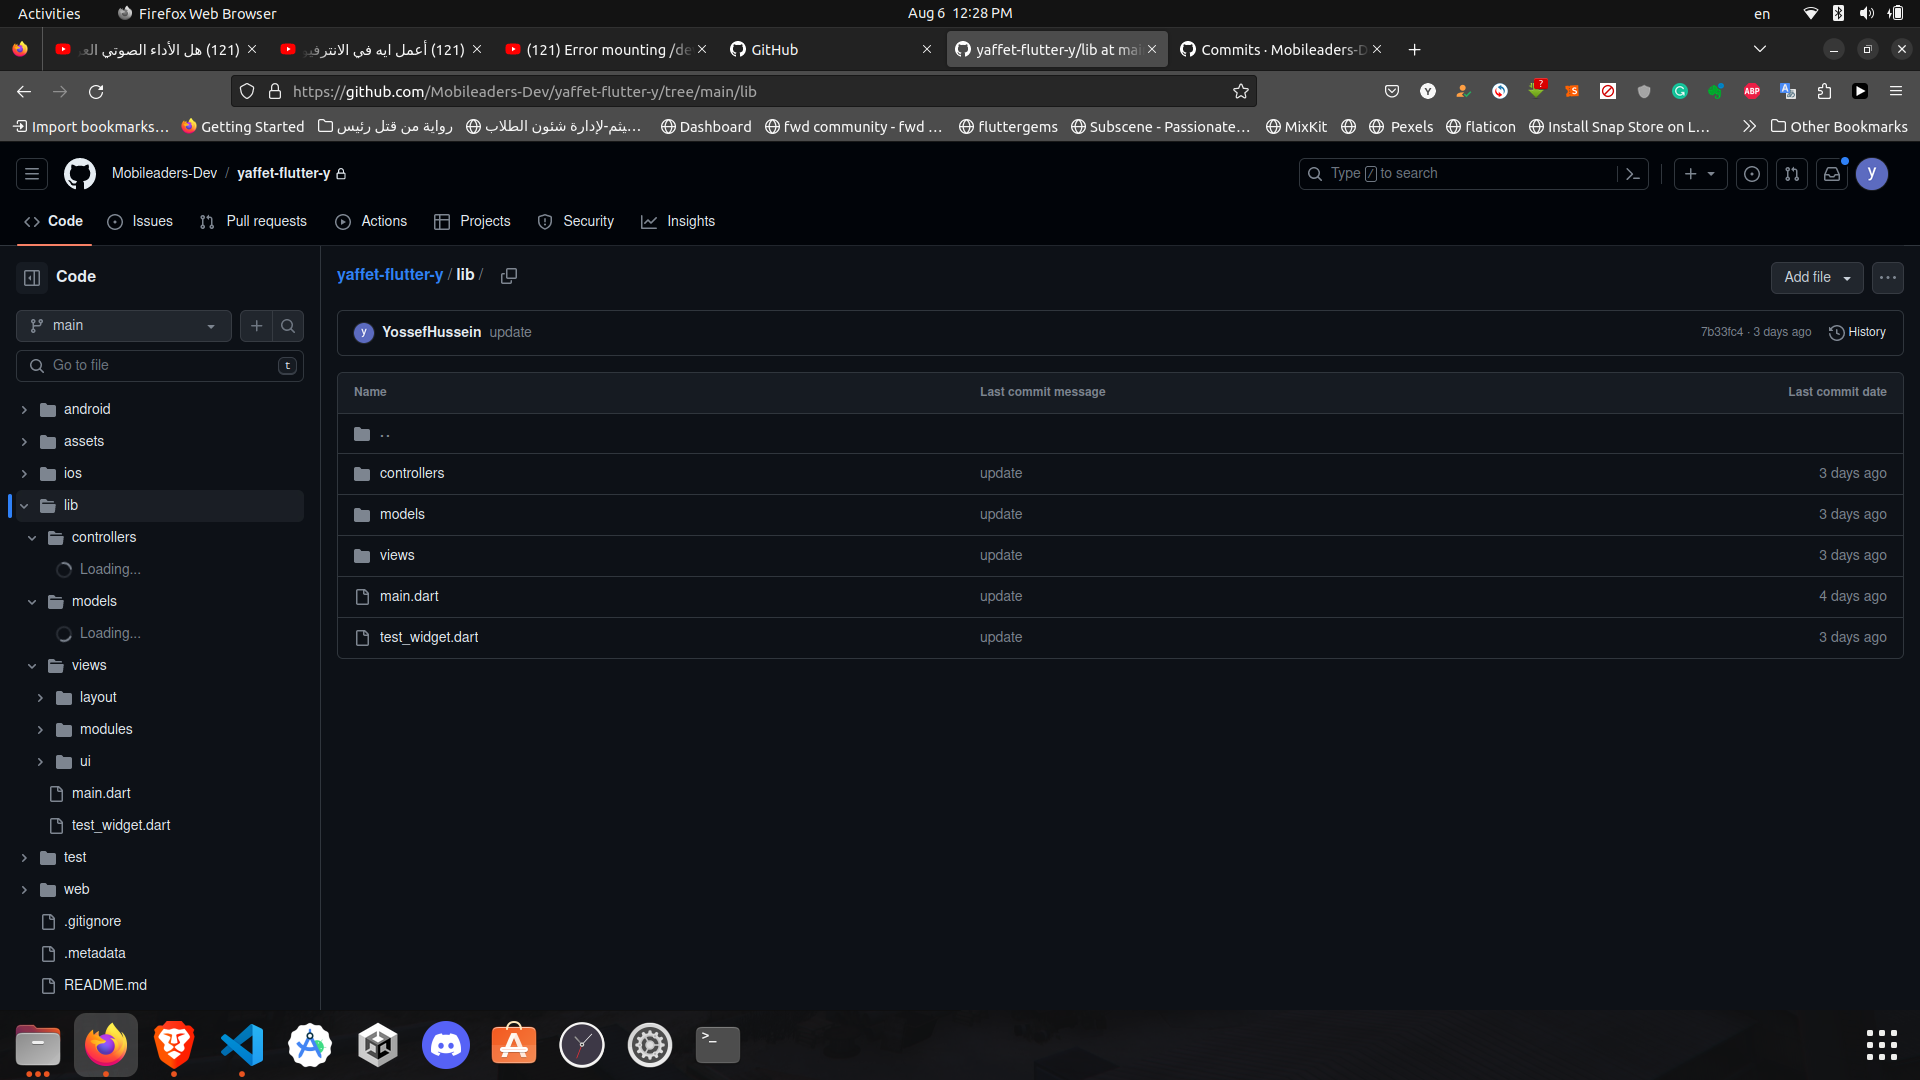 Activities
Firefox Web Browser
Aug 6 12:28 PM
en
(121) هل الأداء الصوتي
(121) أعمل ايه في الانترفيو
(121) Error mounting /de
GitHub
yaffet-flutter-y/lib at mai
Commits · Mobileaders-D
https://github.com/Mobileaders-Dev/yaffet-flutter-y/tree/main/lib
Import bookmarks...
Getting Started
رواية من قتل رئيس
...يثم-لإدارة شئون الطلاب
Dashboard
fwd community - fwd ...
fluttergems
Subscene - Passionate...
MixKit
Pexels
flaticon
Install Snap Store on L...
Other Bookmarks
Mobileaders-Dev / yaffet-flutter-y
Type / to search
y
Code
Issues
Pull requests
Actions
Projects
Security
Insights
Code
main
Go to file
t
android
assets
ios
lib
controllers
Loading...
models
Loading...
views
layout
modules
ui
main.dart
test_widget.dart
test
web
.gitignore
.metadata
README.md
yaffet-flutter-y / lib /
Add file
y YossefHussein update
7b33fc4 · 3 days ago
History
Name Last commit message Last commit date
..
controllers update 3 days ago
models update 3 days ago
views update 3 days ago
main.dart update 4 days ago
test_widget.dart update 3 days ago